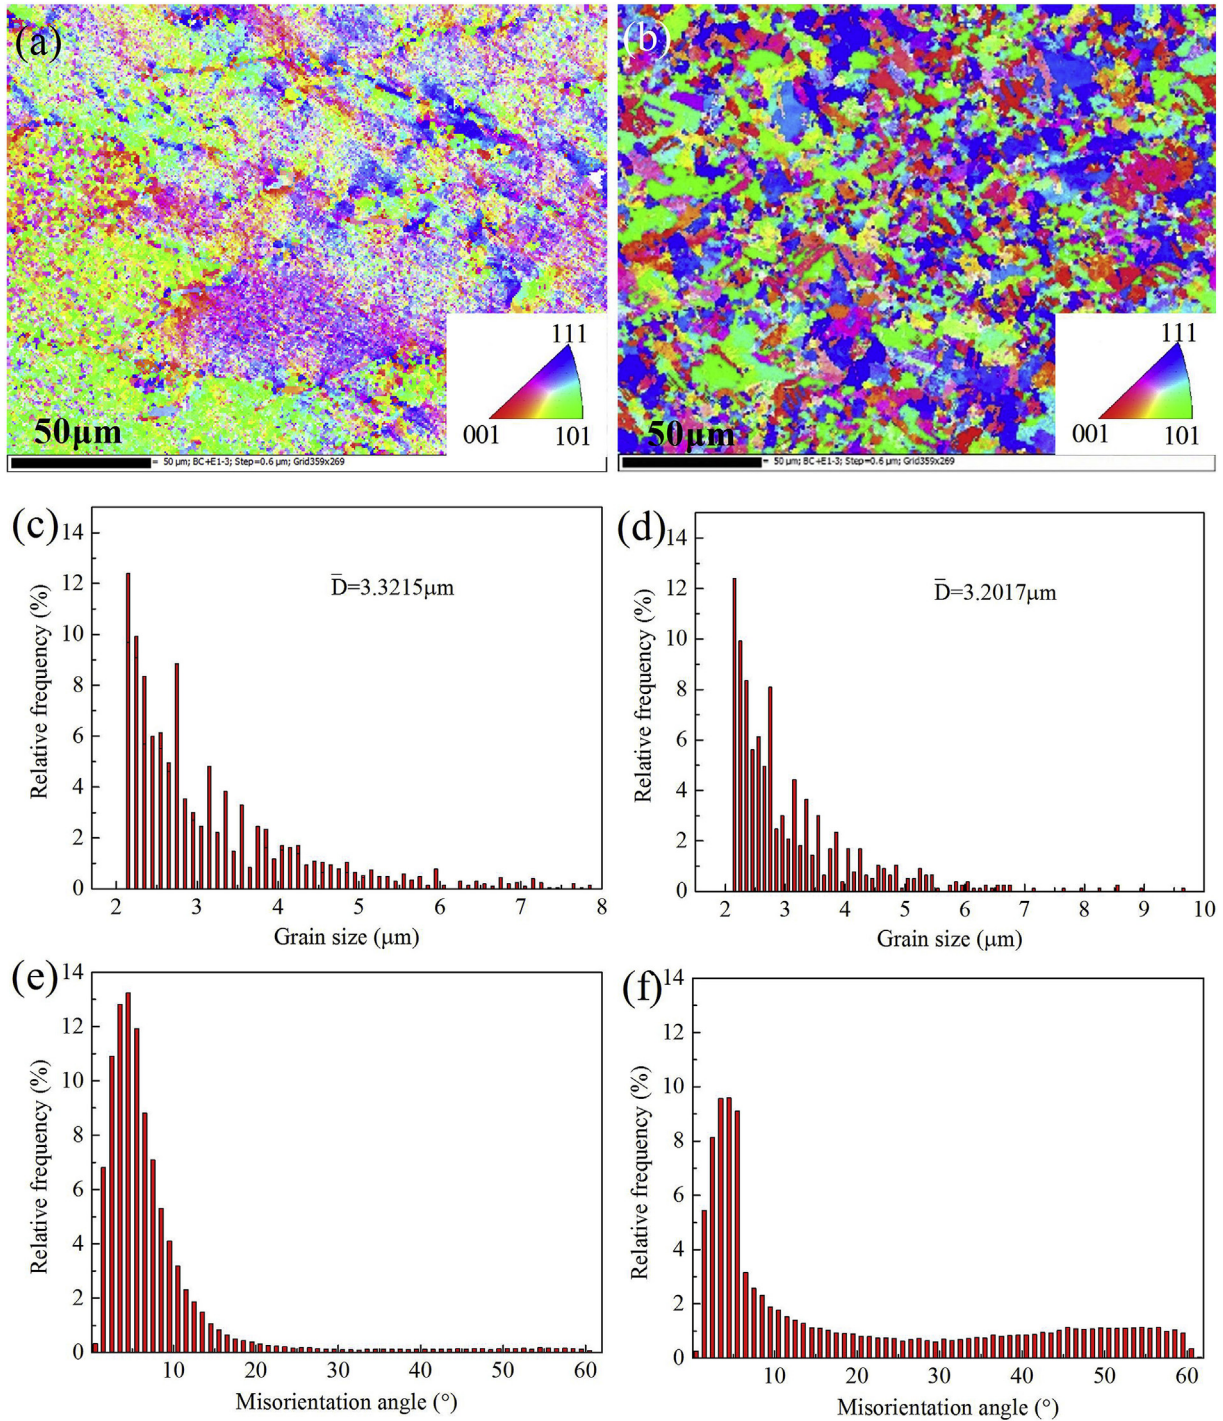 (a)
111
001
101
50μm
= 50 µm; BC+E1-3; Step=0.6 µm; Grid359x269
(b)
111
001
101
50μm
= 50 µm; BC+E1-3; Step=0.6 µm; Grid359x269
(c)
D̅=3.3215μm
Relative frequency (%)
14
12
10
8
6
4
2
0
2 3 4 5 6 7 8
Grain size (μm)
(d)
D̅=3.2017μm
Relative frequency (%)
14
12
10
8
6
4
2
0
2 3 4 5 6 7 8 9 10
Grain size (μm)
(e)
Relative frequency (%)
14
12
10
8
6
4
2
0
10 20 30 40 50 60
Misorientation angle (°)
(f)
Relative frequency (%)
14
12
10
8
6
4
2
0
10 20 30 40 50 60
Misorientation angle (°)